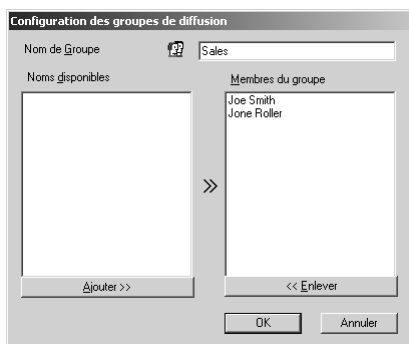 Configuration des groupes de diffusion
Nom de Groupe
Sales
Noms disponibles
Membres du groupe
Joe Smith
Jone Roller
Ajouter >>
<< Enlever
OK
Annuler